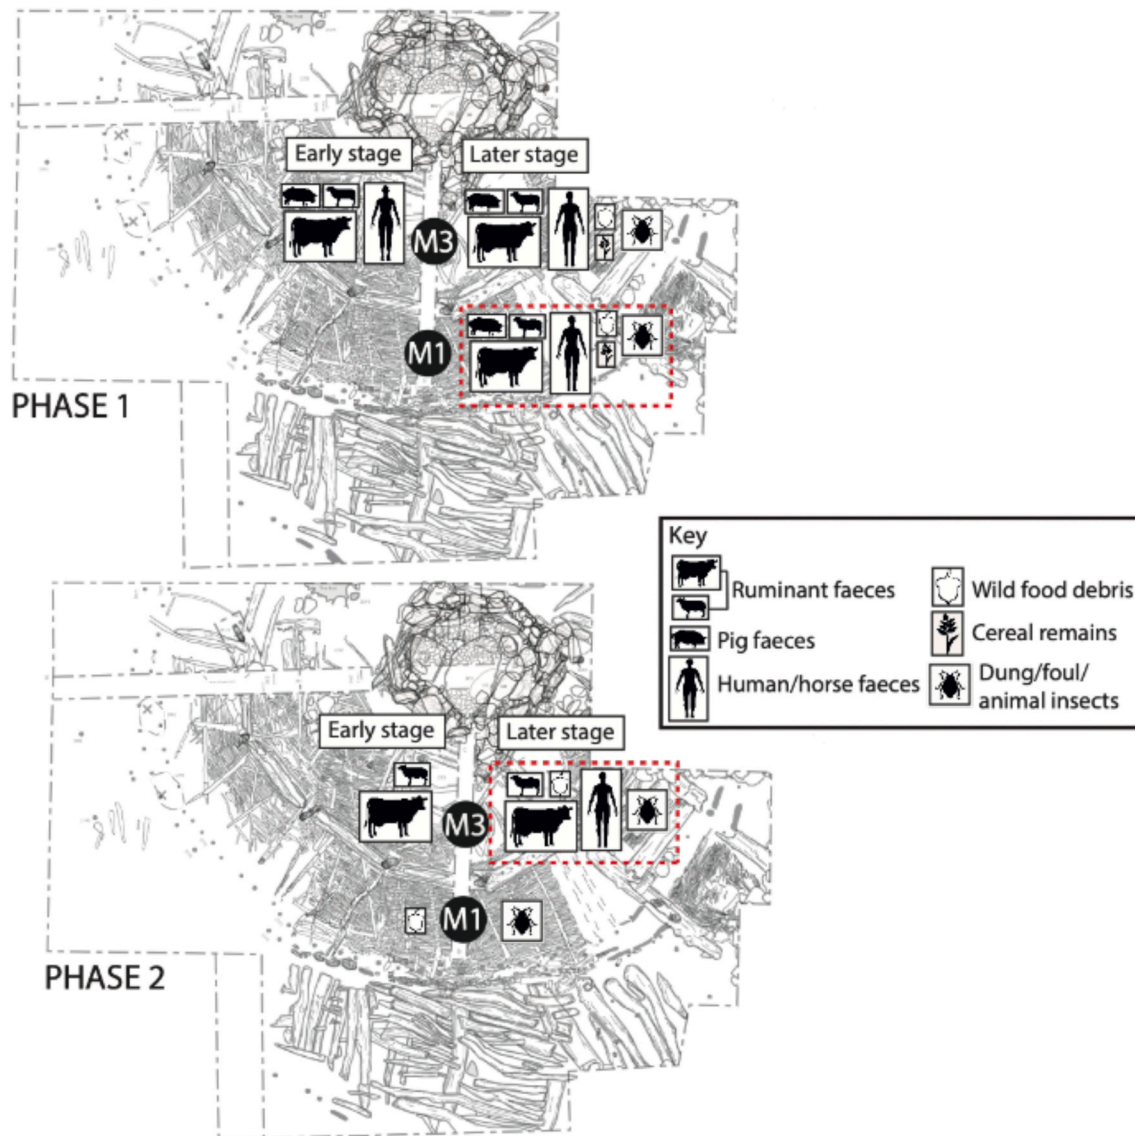 Early stage
Later stage
M3
M1
PHASE 1
Key
Ruminant faeces
Wild food debris
Pig faeces
Cereal remains
Human/horse faeces
Dung/foul/
animal insects
Early stage
Later stage
M3
M1
PHASE 2